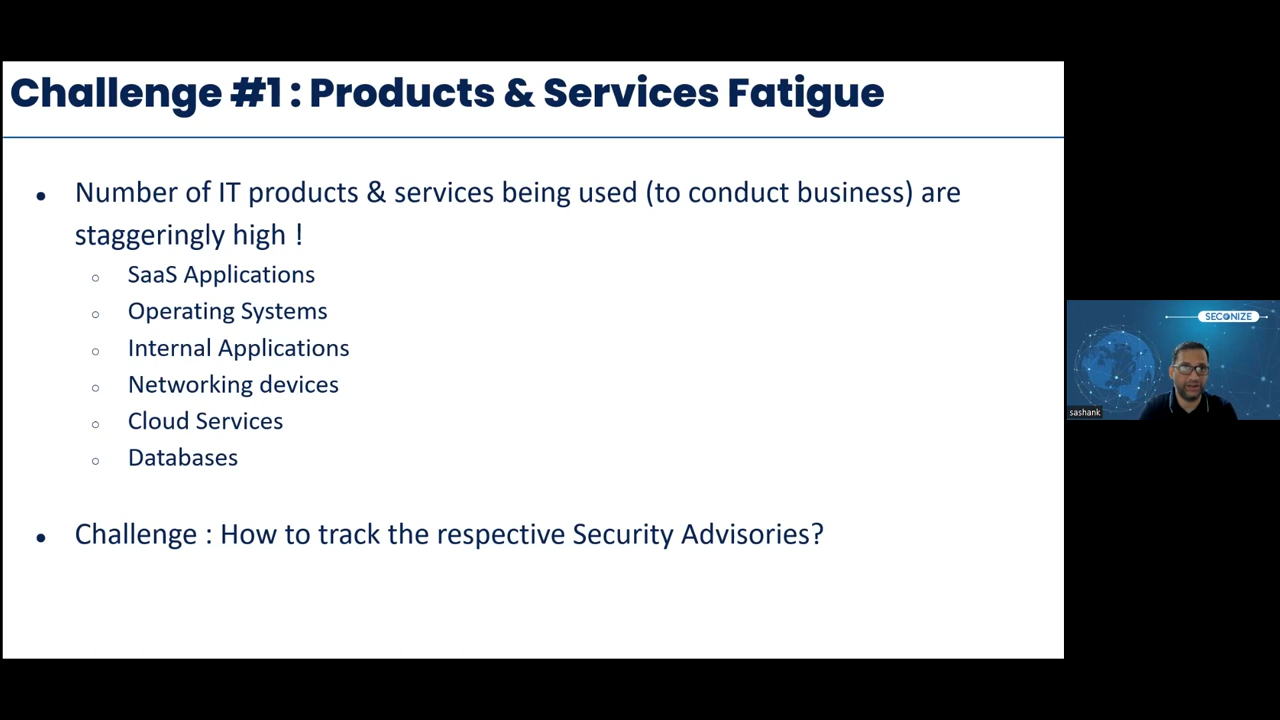 Challenge #1 : Products & Services Fatigue
● Number of IT products & services being used (to conduct business) are
staggeringly high !
○ SaaS Applications
○ Operating Systems
○ Internal Applications
○ Networking devices
○ Cloud Services
○ Databases
● Challenge : How to track the respective Security Advisories?
SECONIZE
sashank